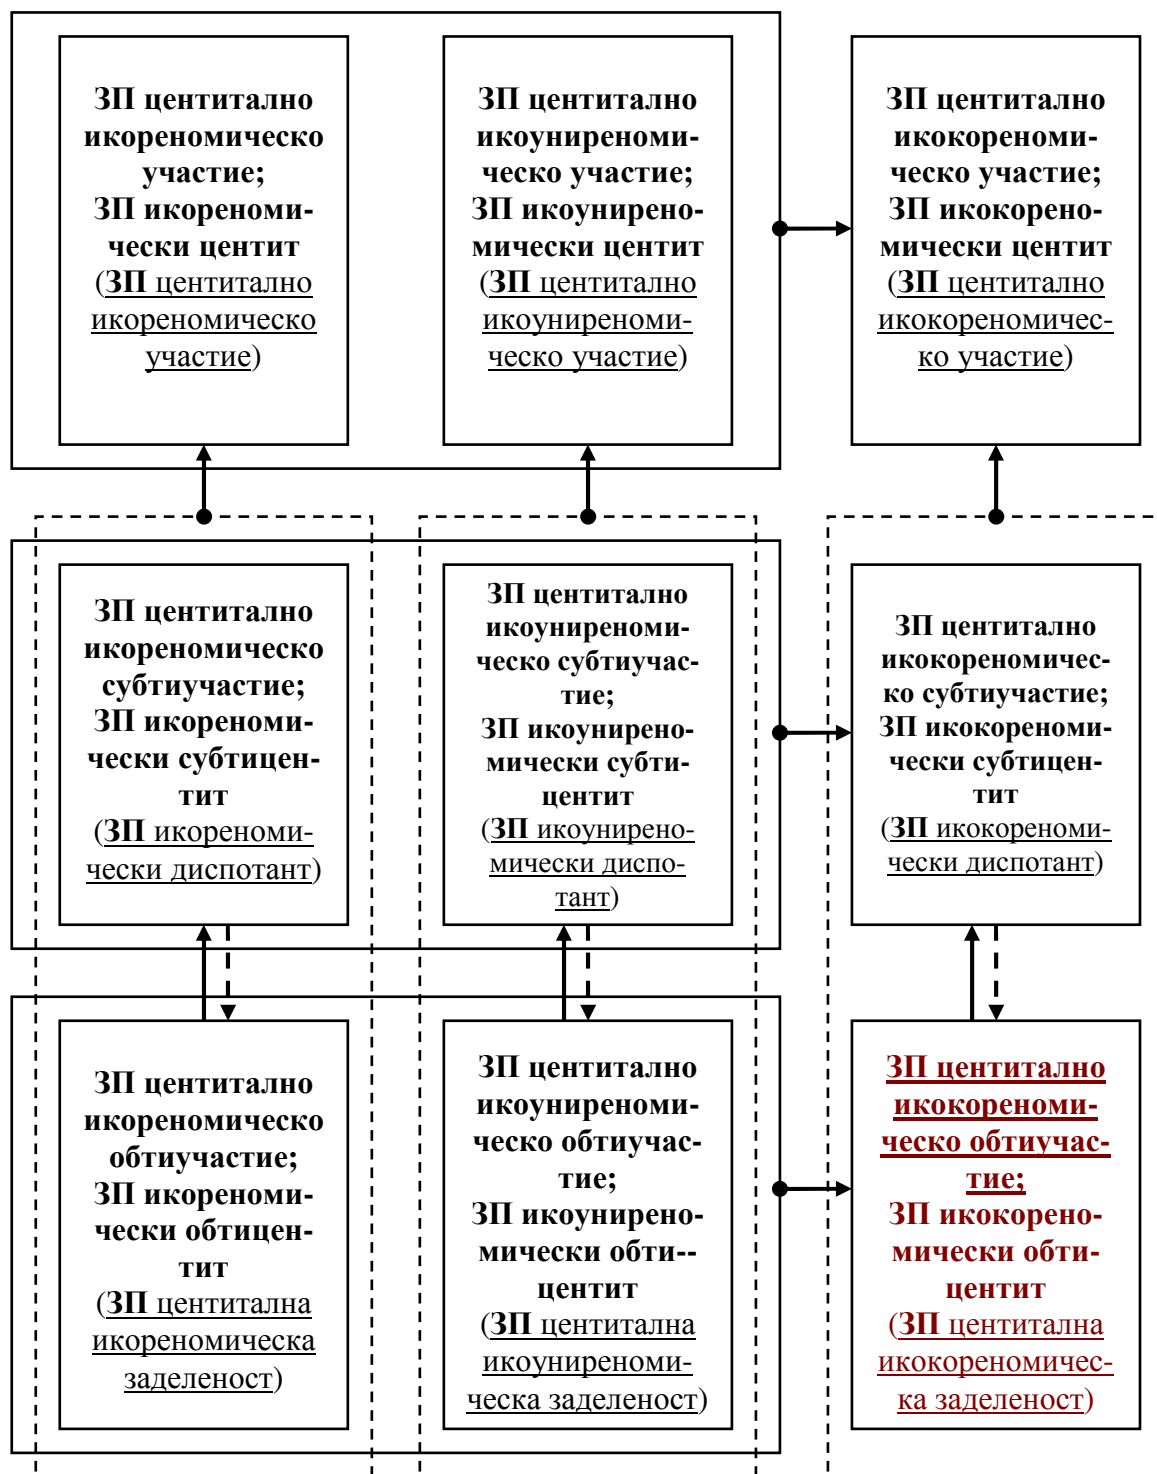 ЗП центитално
икореномическо
участие;
ЗП икореноми-
чески центит
(ЗП центитално
икореномическо
участие)
ЗП центитално
икоуниреноми-
ческо участие;
ЗП икоунирено-
мически центит
(ЗП центитално
икоуниреноми-
ческо участие)
ЗП центитално
икокореноми-
ческо участие;
ЗП икокорено-
мически центит
(ЗП центитално
икокореномичес-
ко участие)
ЗП центитално
икореномическо
субтиучастие;
ЗП икореноми-
чески субтицен-
тит
(ЗП икореноми-
чески диспотант)
ЗП центитално
икоуниреноми-
ческо субтиучас-
тие;
ЗП икоунирено-
мически субти-
центит
(ЗП икоунирено-
мически диспо-
тант)
ЗП центитално
икокореномичес-
ко субтиучастие;
ЗП икокореноми-
чески субтицен-
тит
(ЗП икокореноми-
чески диспотант)
ЗП центитално
икореномическо
обтиучастие;
ЗП икореноми-
чески обтицен-
тит
(ЗП центитална
икореномическа
заделеност)
ЗП центитално
икоуниреноми-
ческо обтиучас-
тие;
ЗП икоунирено-
мически обти--
центит
(ЗП центитална
икоуниреноми-
ческа заделеност)
ЗП центитално
икокореноми-
ческо обтиучас-
тие;
ЗП икокорено-
мически обти-
центит
(ЗП центитална
икокореномичес-
ка заделеност)